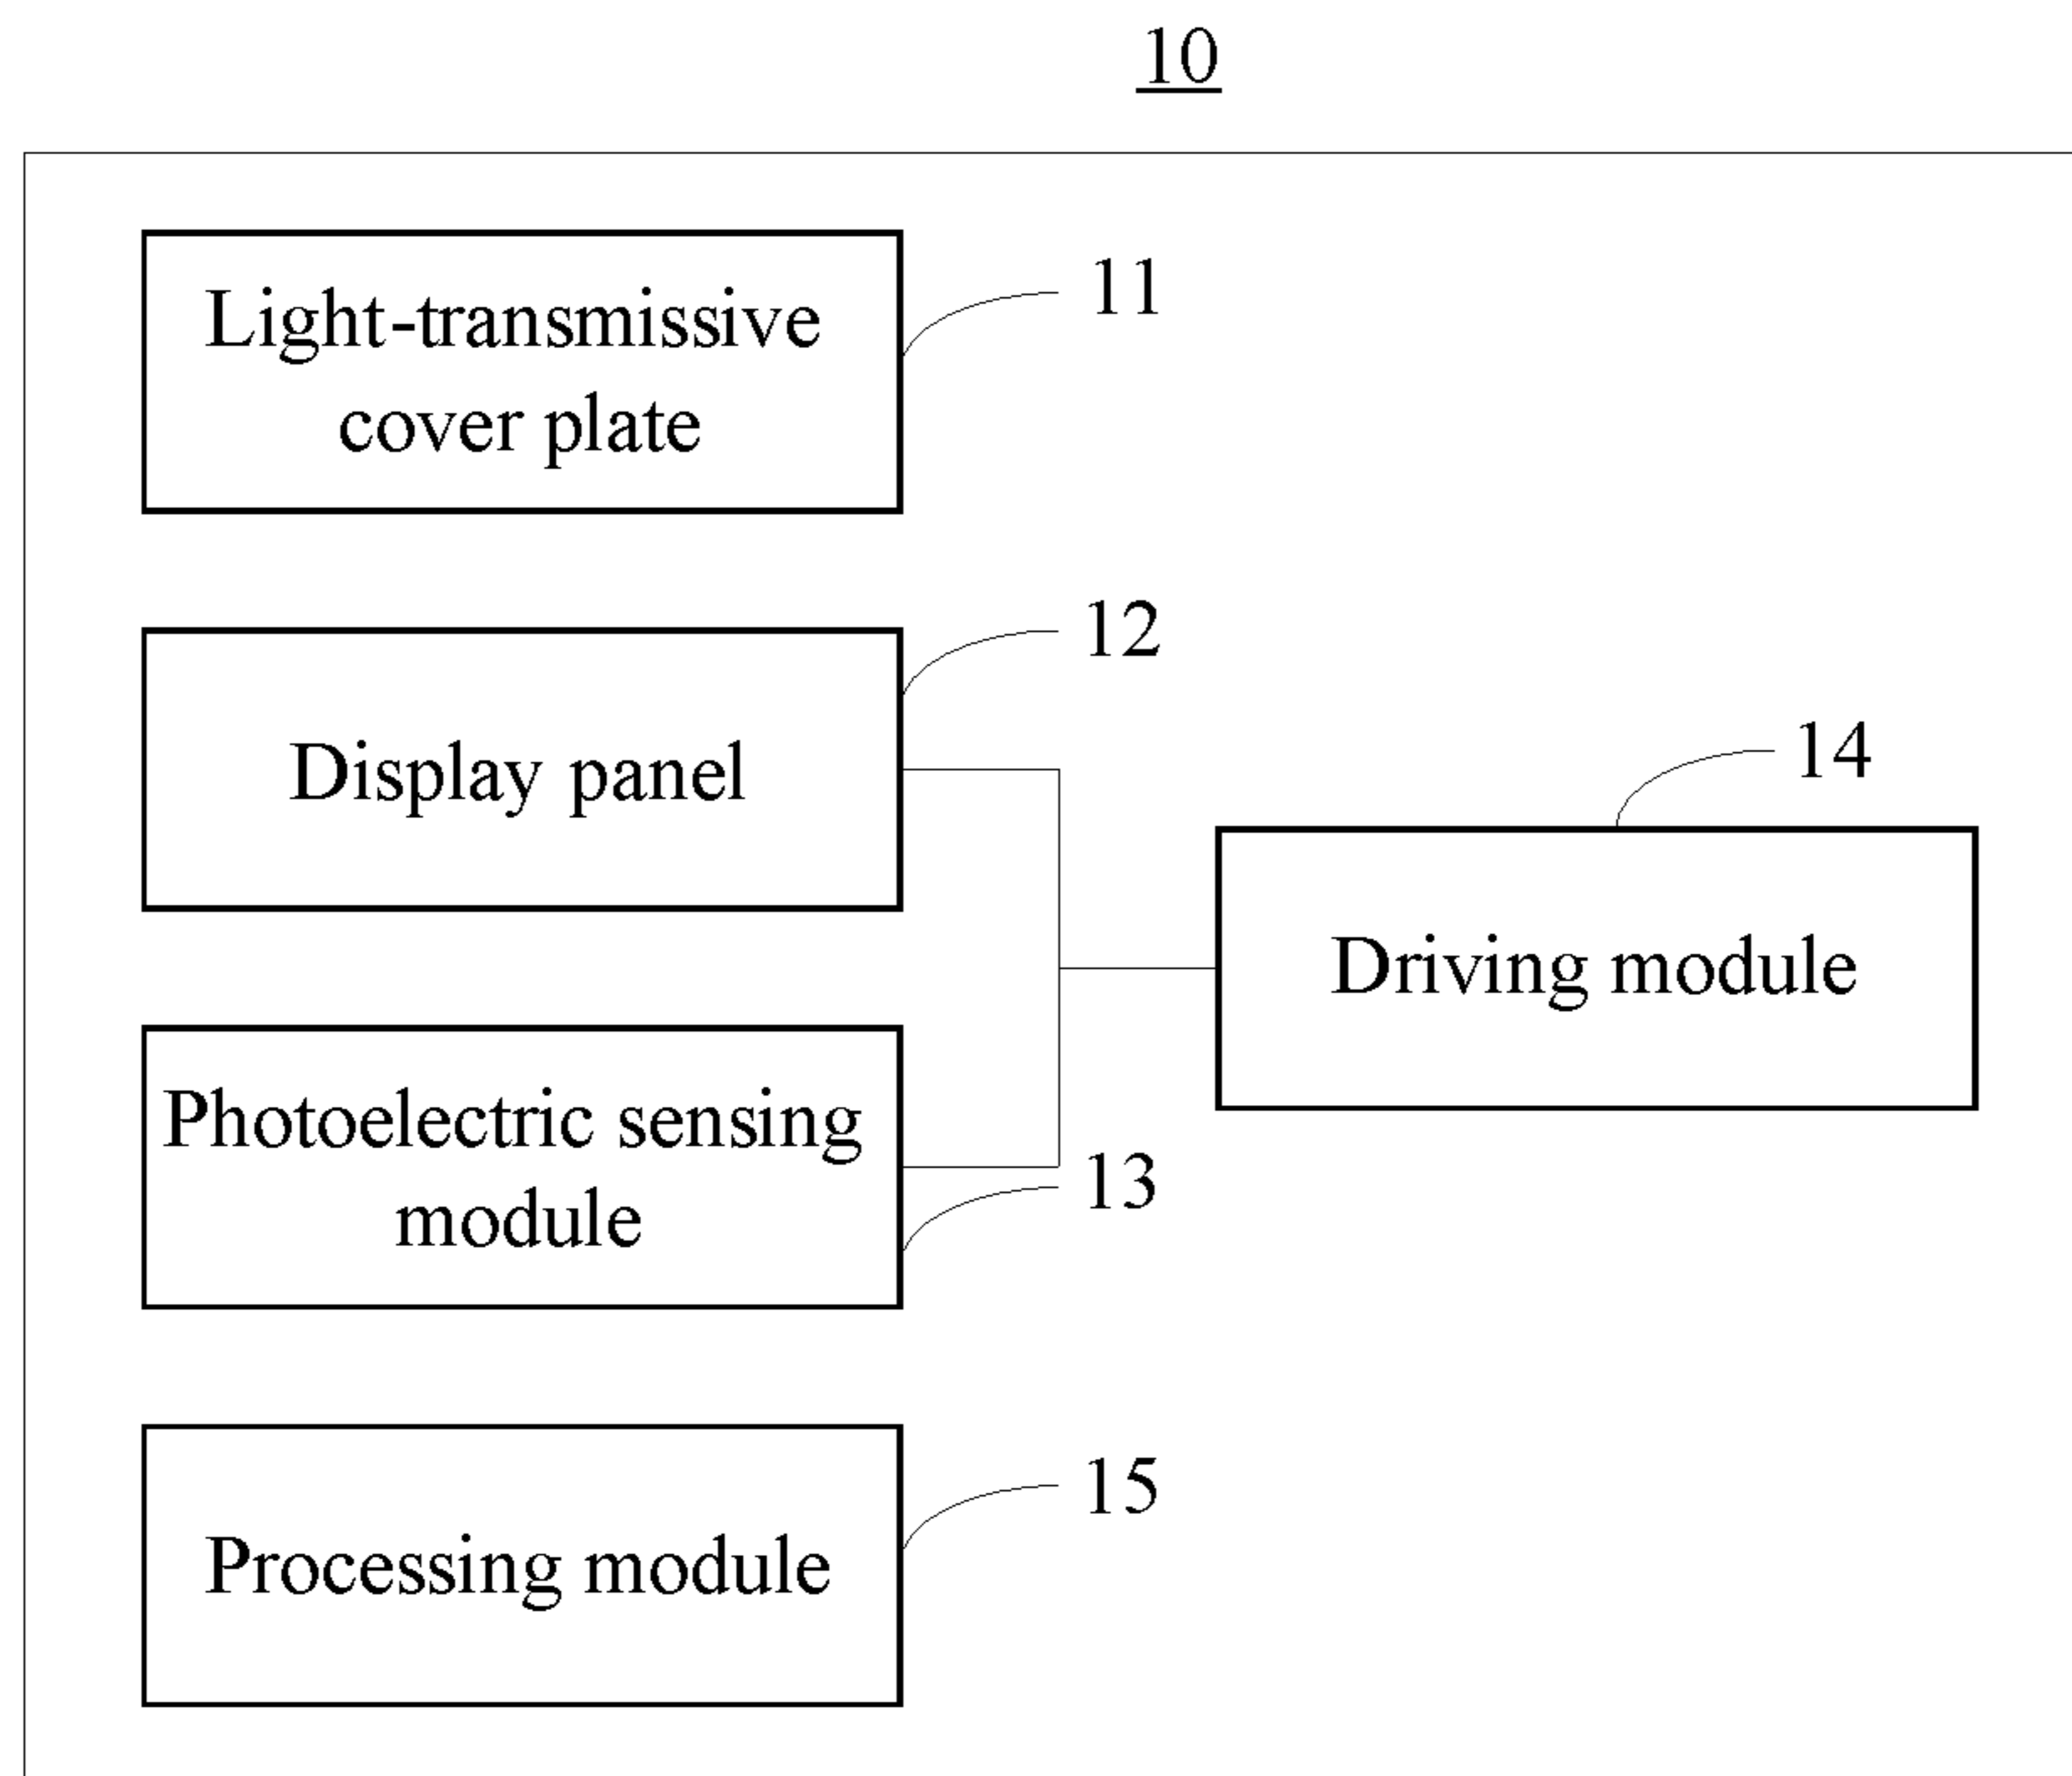 10
Light-transmissive
cover plate
11
Display panel
12
Driving module
14
Photoelectric sensing
module
13
Processing module
15